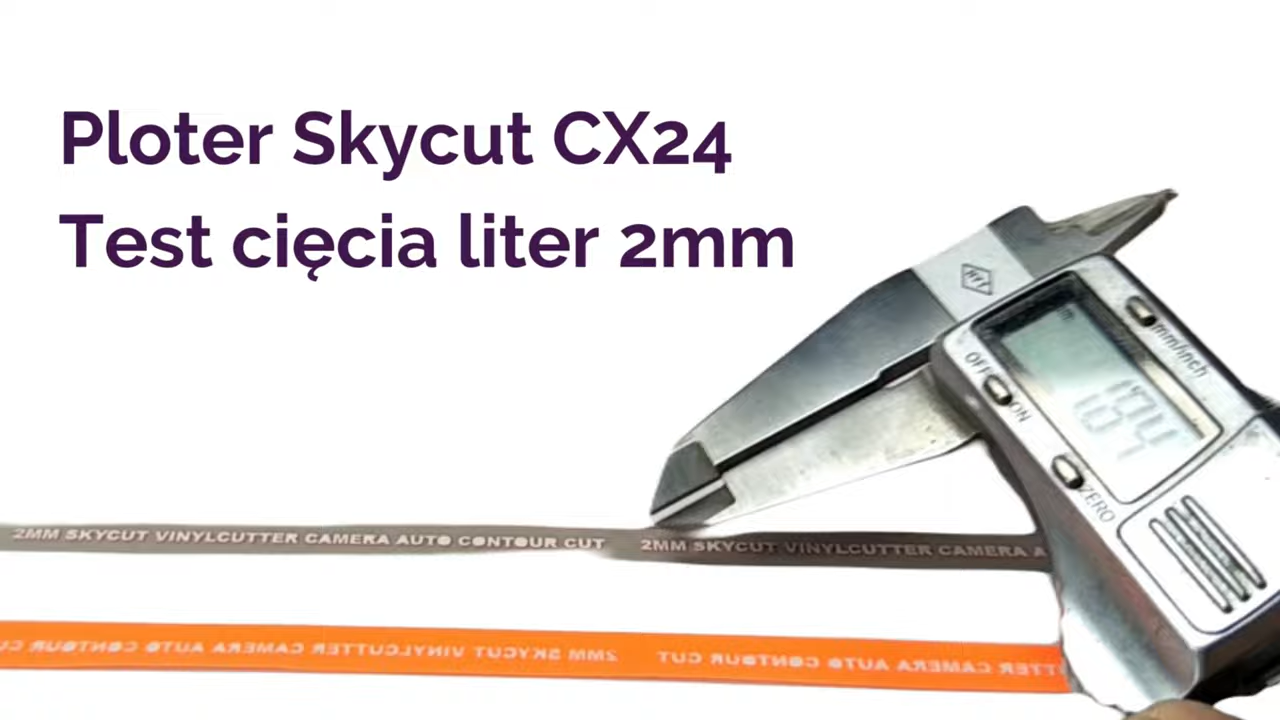 Ploter Skycut CX24
Test cięcia liter 2mm
mm/inch
OFF
ON
ZERO
2MM SKYCUT VINYLCUTTER CAMERA AUTO CONTOUR CUT 2MM SKYCUT VINYLCUTTER CAMERA A
2MM SKYCUT VINYLCUTTER CAMERA AUTO CONTOUR CUT
CUT CONTOUR AUTO CAMERA